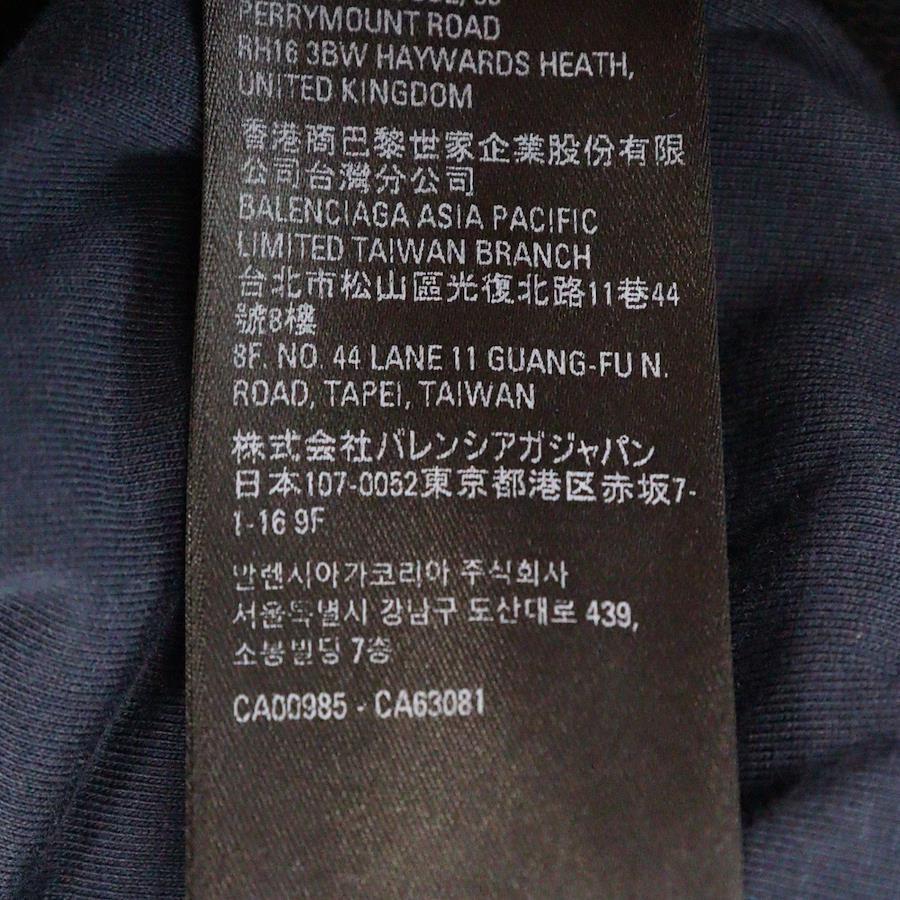 PERRYMOUNT ROAD
RH16 3BW HAYWARDS HEATH,
UNITED KINGDOM
香港商巴黎世家企業股份有限
公司台灣分公司
BALENCIAGA ASIA PACIFIC
LIMITED TAIWAN BRANCH
台北市松山區光復北路11巷44
號8樓
8F. NO. 44 LANE 11 GUANG-FU N.
ROAD, TAPEI, TAIWAN
株式会社バレンシアガジャパン
日本107-0052東京都港区赤坂7-
1-16 9F
발렌시아가코리아 주식회사
서울특별시 강남구 도산대로 439,
소봉빌딩 7층
CA00985 - CA63081